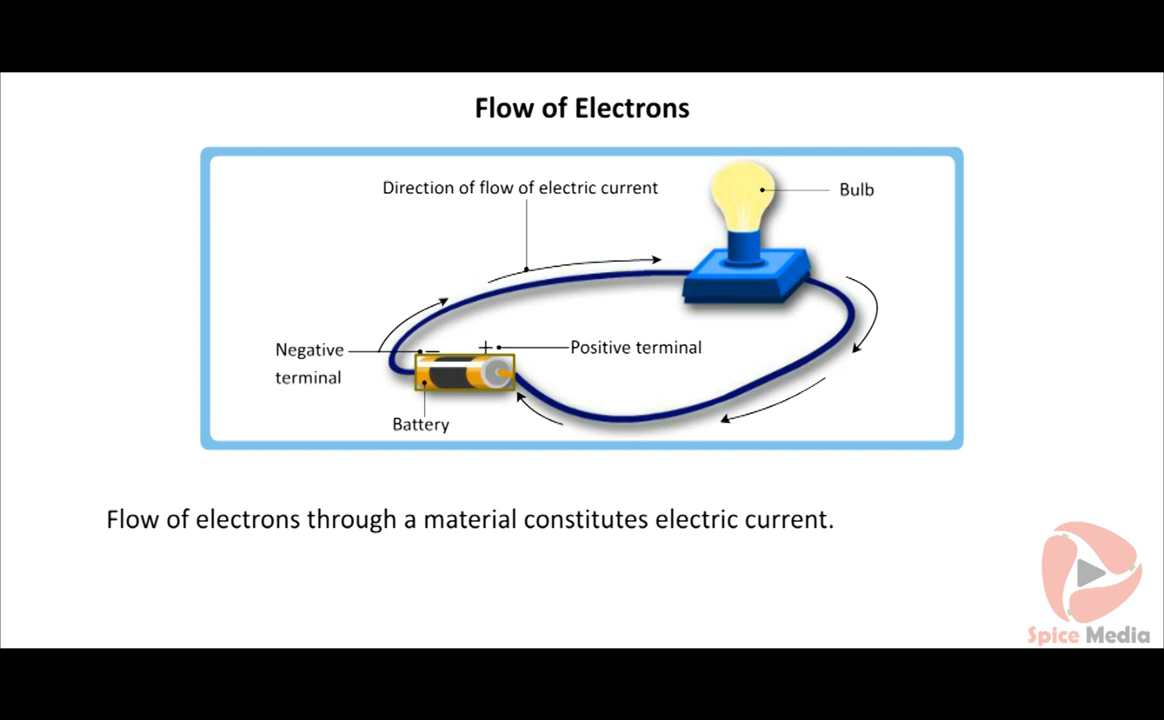 Flow of Electrons
Direction of flow of electric current
Bulb
Negative
terminal
− +
Positive terminal
Battery
Flow of electrons through a material constitutes electric current.
Spice Media